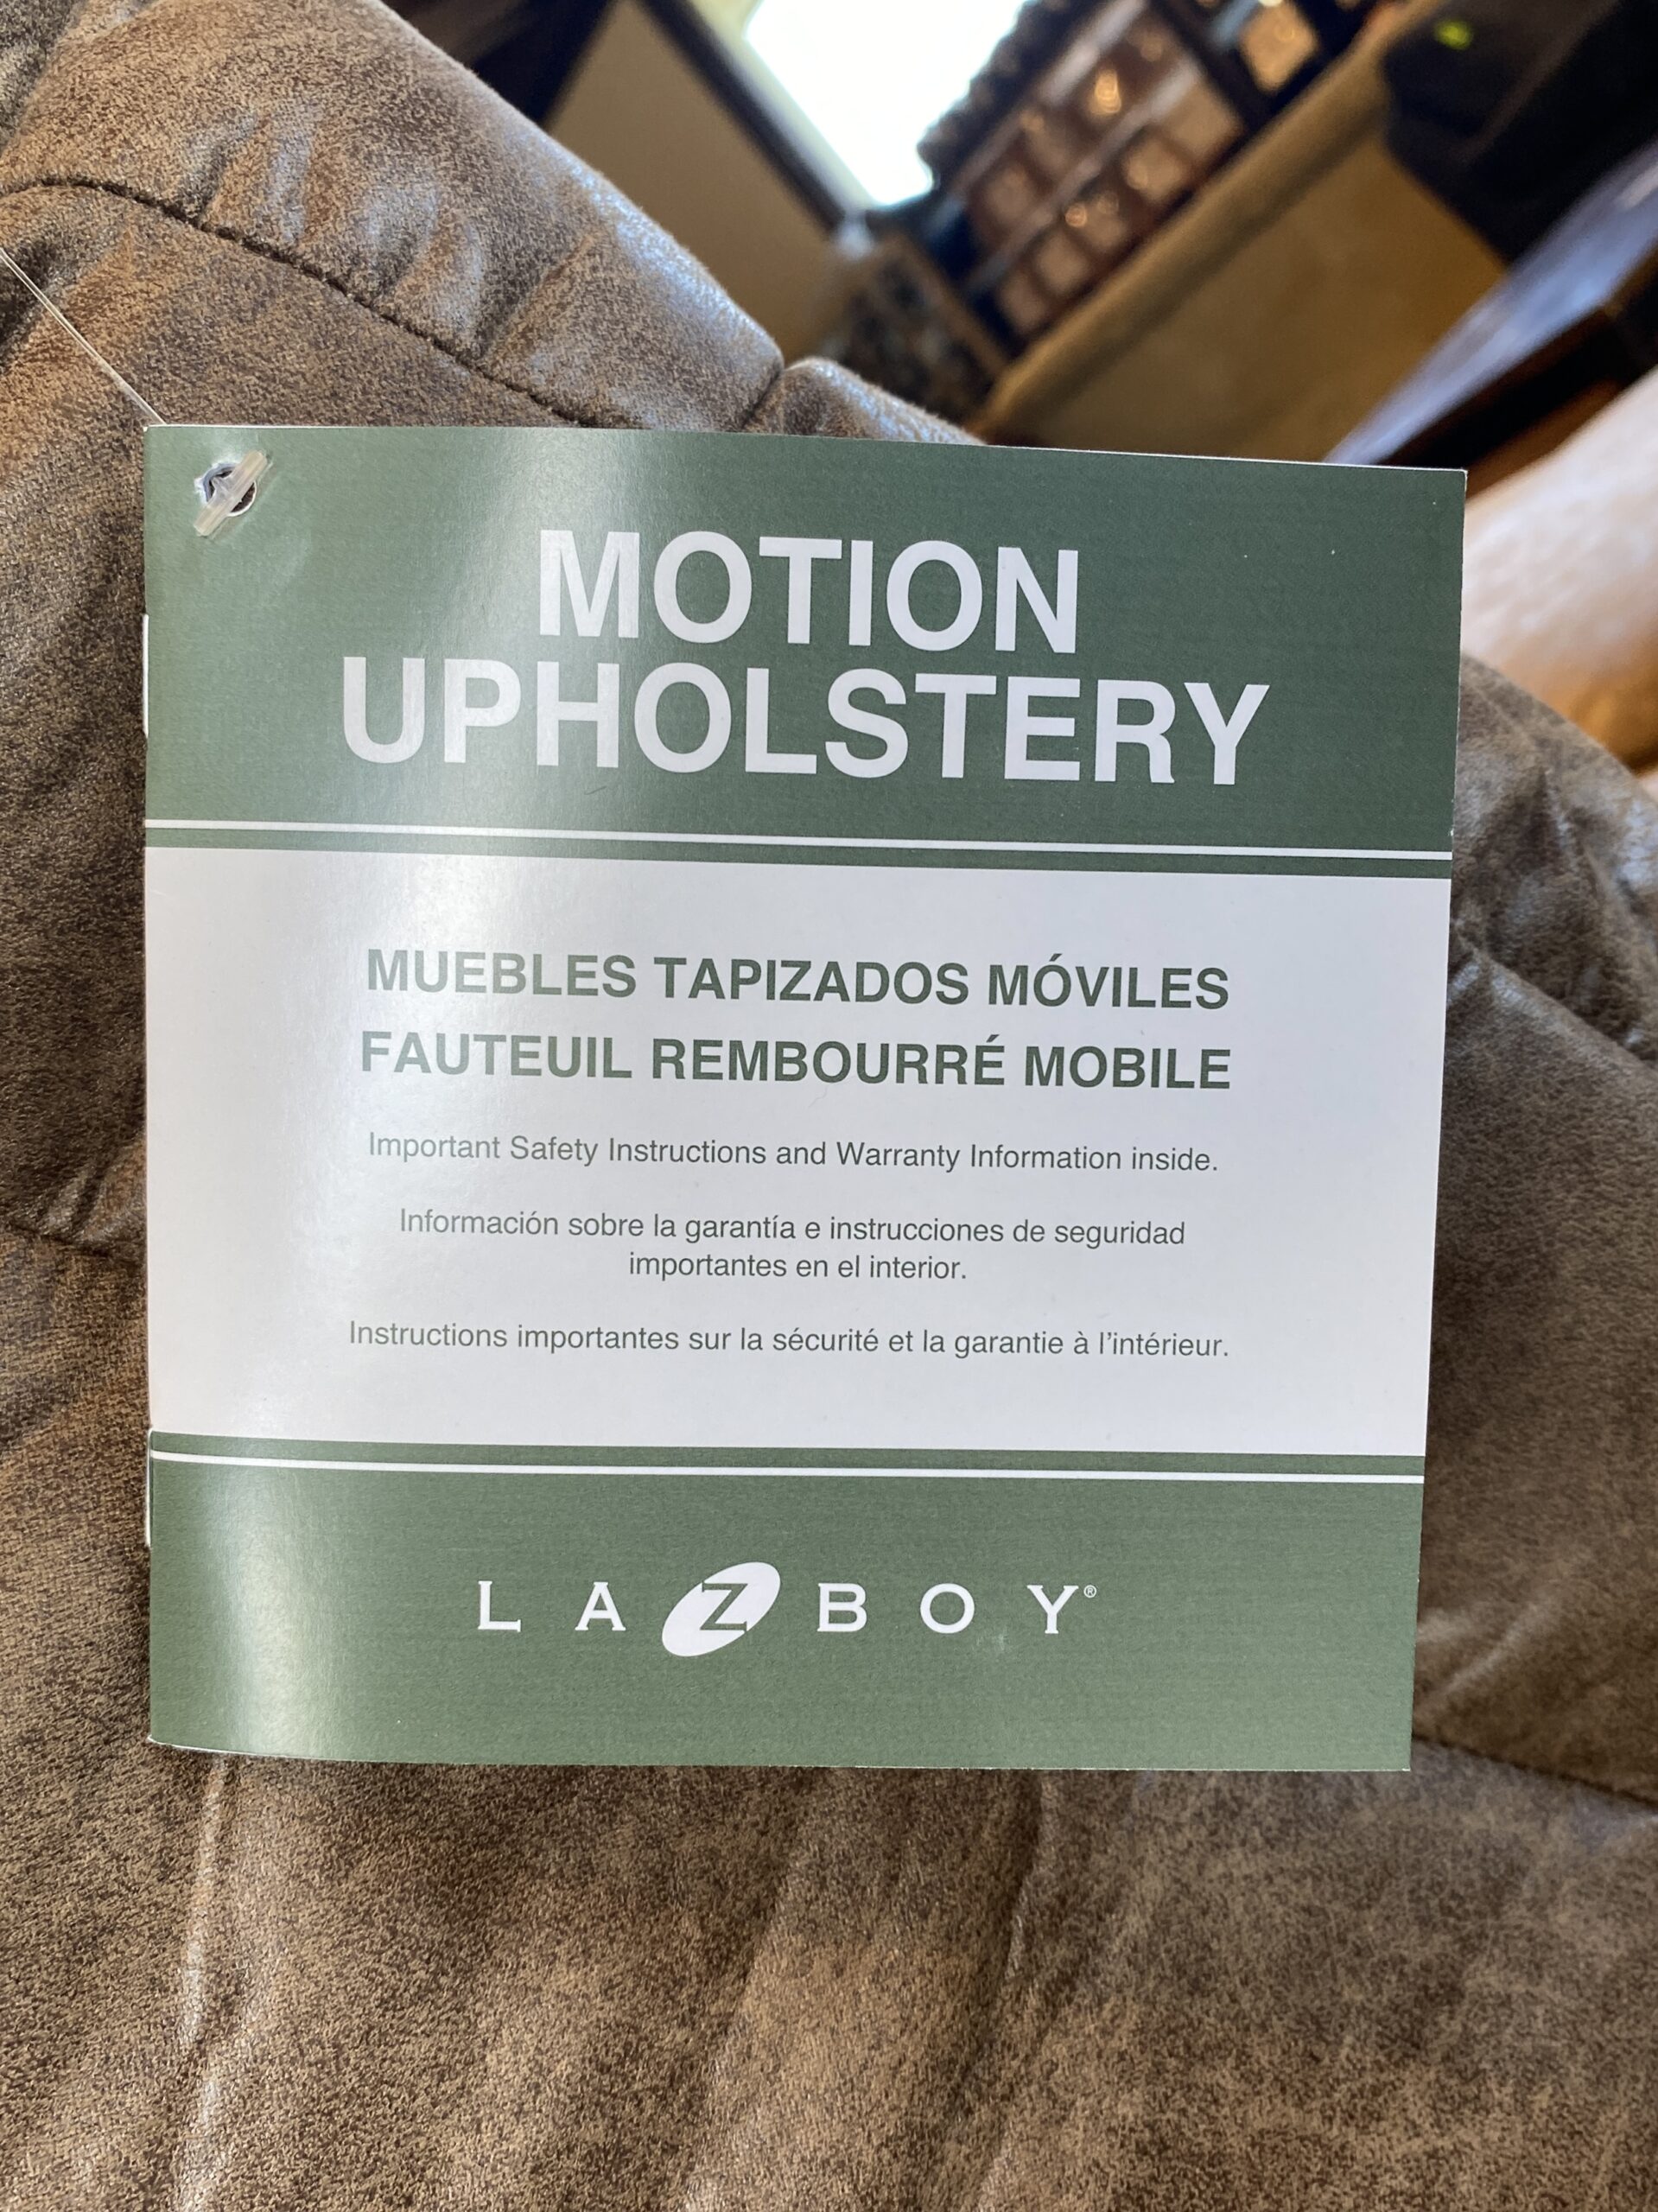 MOTION
UPHOLSTERY
MUEBLES TAPIZADOS MÓVILES
FAUTEUIL REMBOURRÉ MOBILE
Important Safety Instructions and Warranty Information inside.
Información sobre la garantía e instrucciones de seguridad
importantes en el interior.
Instructions importantes sur la sécurité et la garantie à l'intérieur.
LAZBOY®